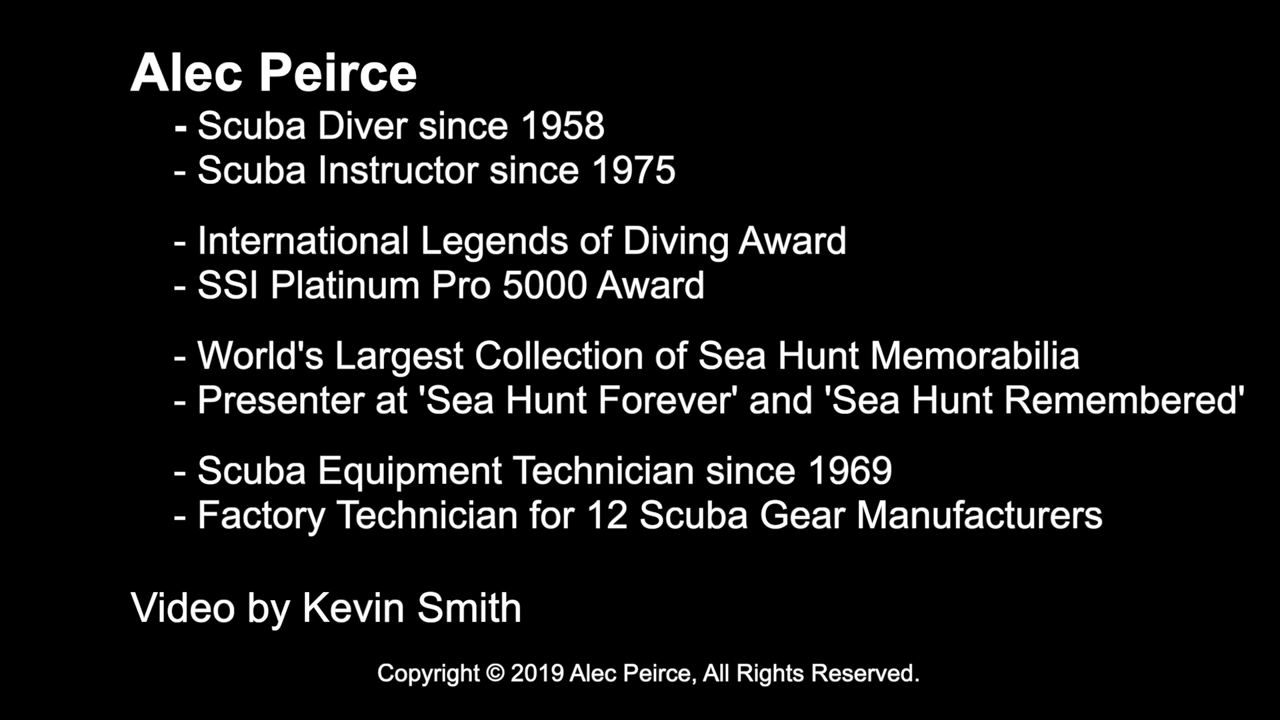 Alec Peirce
- Scuba Diver since 1958
- Scuba Instructor since 1975
- International Legends of Diving Award
- SSI Platinum Pro 5000 Award
- World's Largest Collection of Sea Hunt Memorabilia
- Presenter at 'Sea Hunt Forever' and 'Sea Hunt Remembered'
- Scuba Equipment Technician since 1969
- Factory Technician for 12 Scuba Gear Manufacturers
Video by Kevin Smith
Copyright © 2019 Alec Peirce, All Rights Reserved.